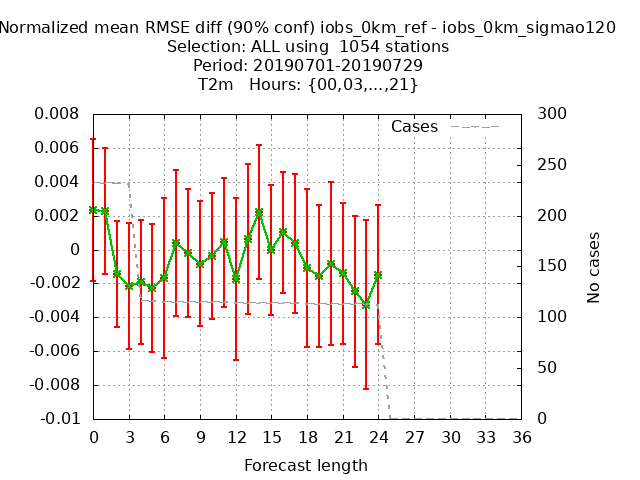 Normalized mean RMSE diff (90% conf) iobs_0km_ref - iobs_0km_sigmao120
Selection: ALL using  1054 stations
Period: 20190701-20190729
T2m   Hours: {00,03,...,21}
Cases
0.008
0.006
0.004
0.002
0
-0.002
-0.004
-0.006
-0.008
-0.01
300
250
200
150
100
50
0
No cases
0 3 6 9 12 15 18 21 24 27 30 33 36
Forecast length